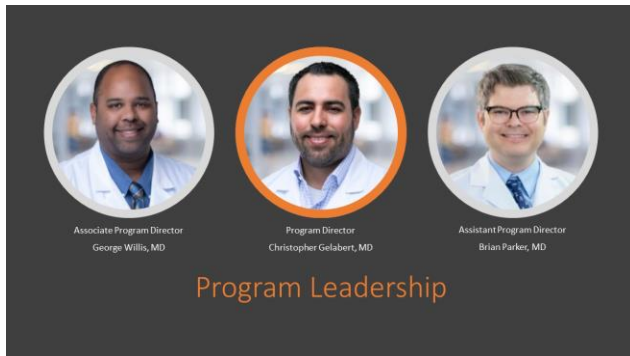 Associate Program Director
George Willis, MD
Program Director
Christopher Gelabert, MD
Assistant Program Director
Brian Parker, MD
Program Leadership